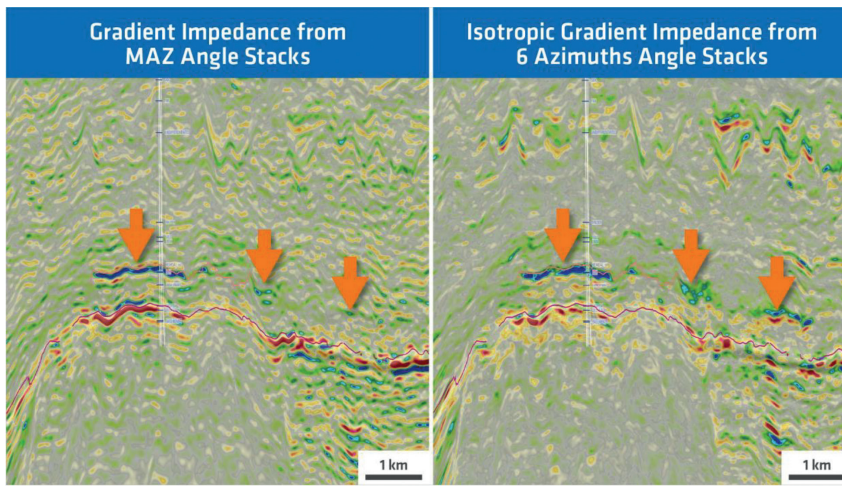 Gradient Impedance from
MAZ Angle Stacks
Isotropic Gradient Impedance from
6 Azimuths Angle Stacks
1 km
1 km